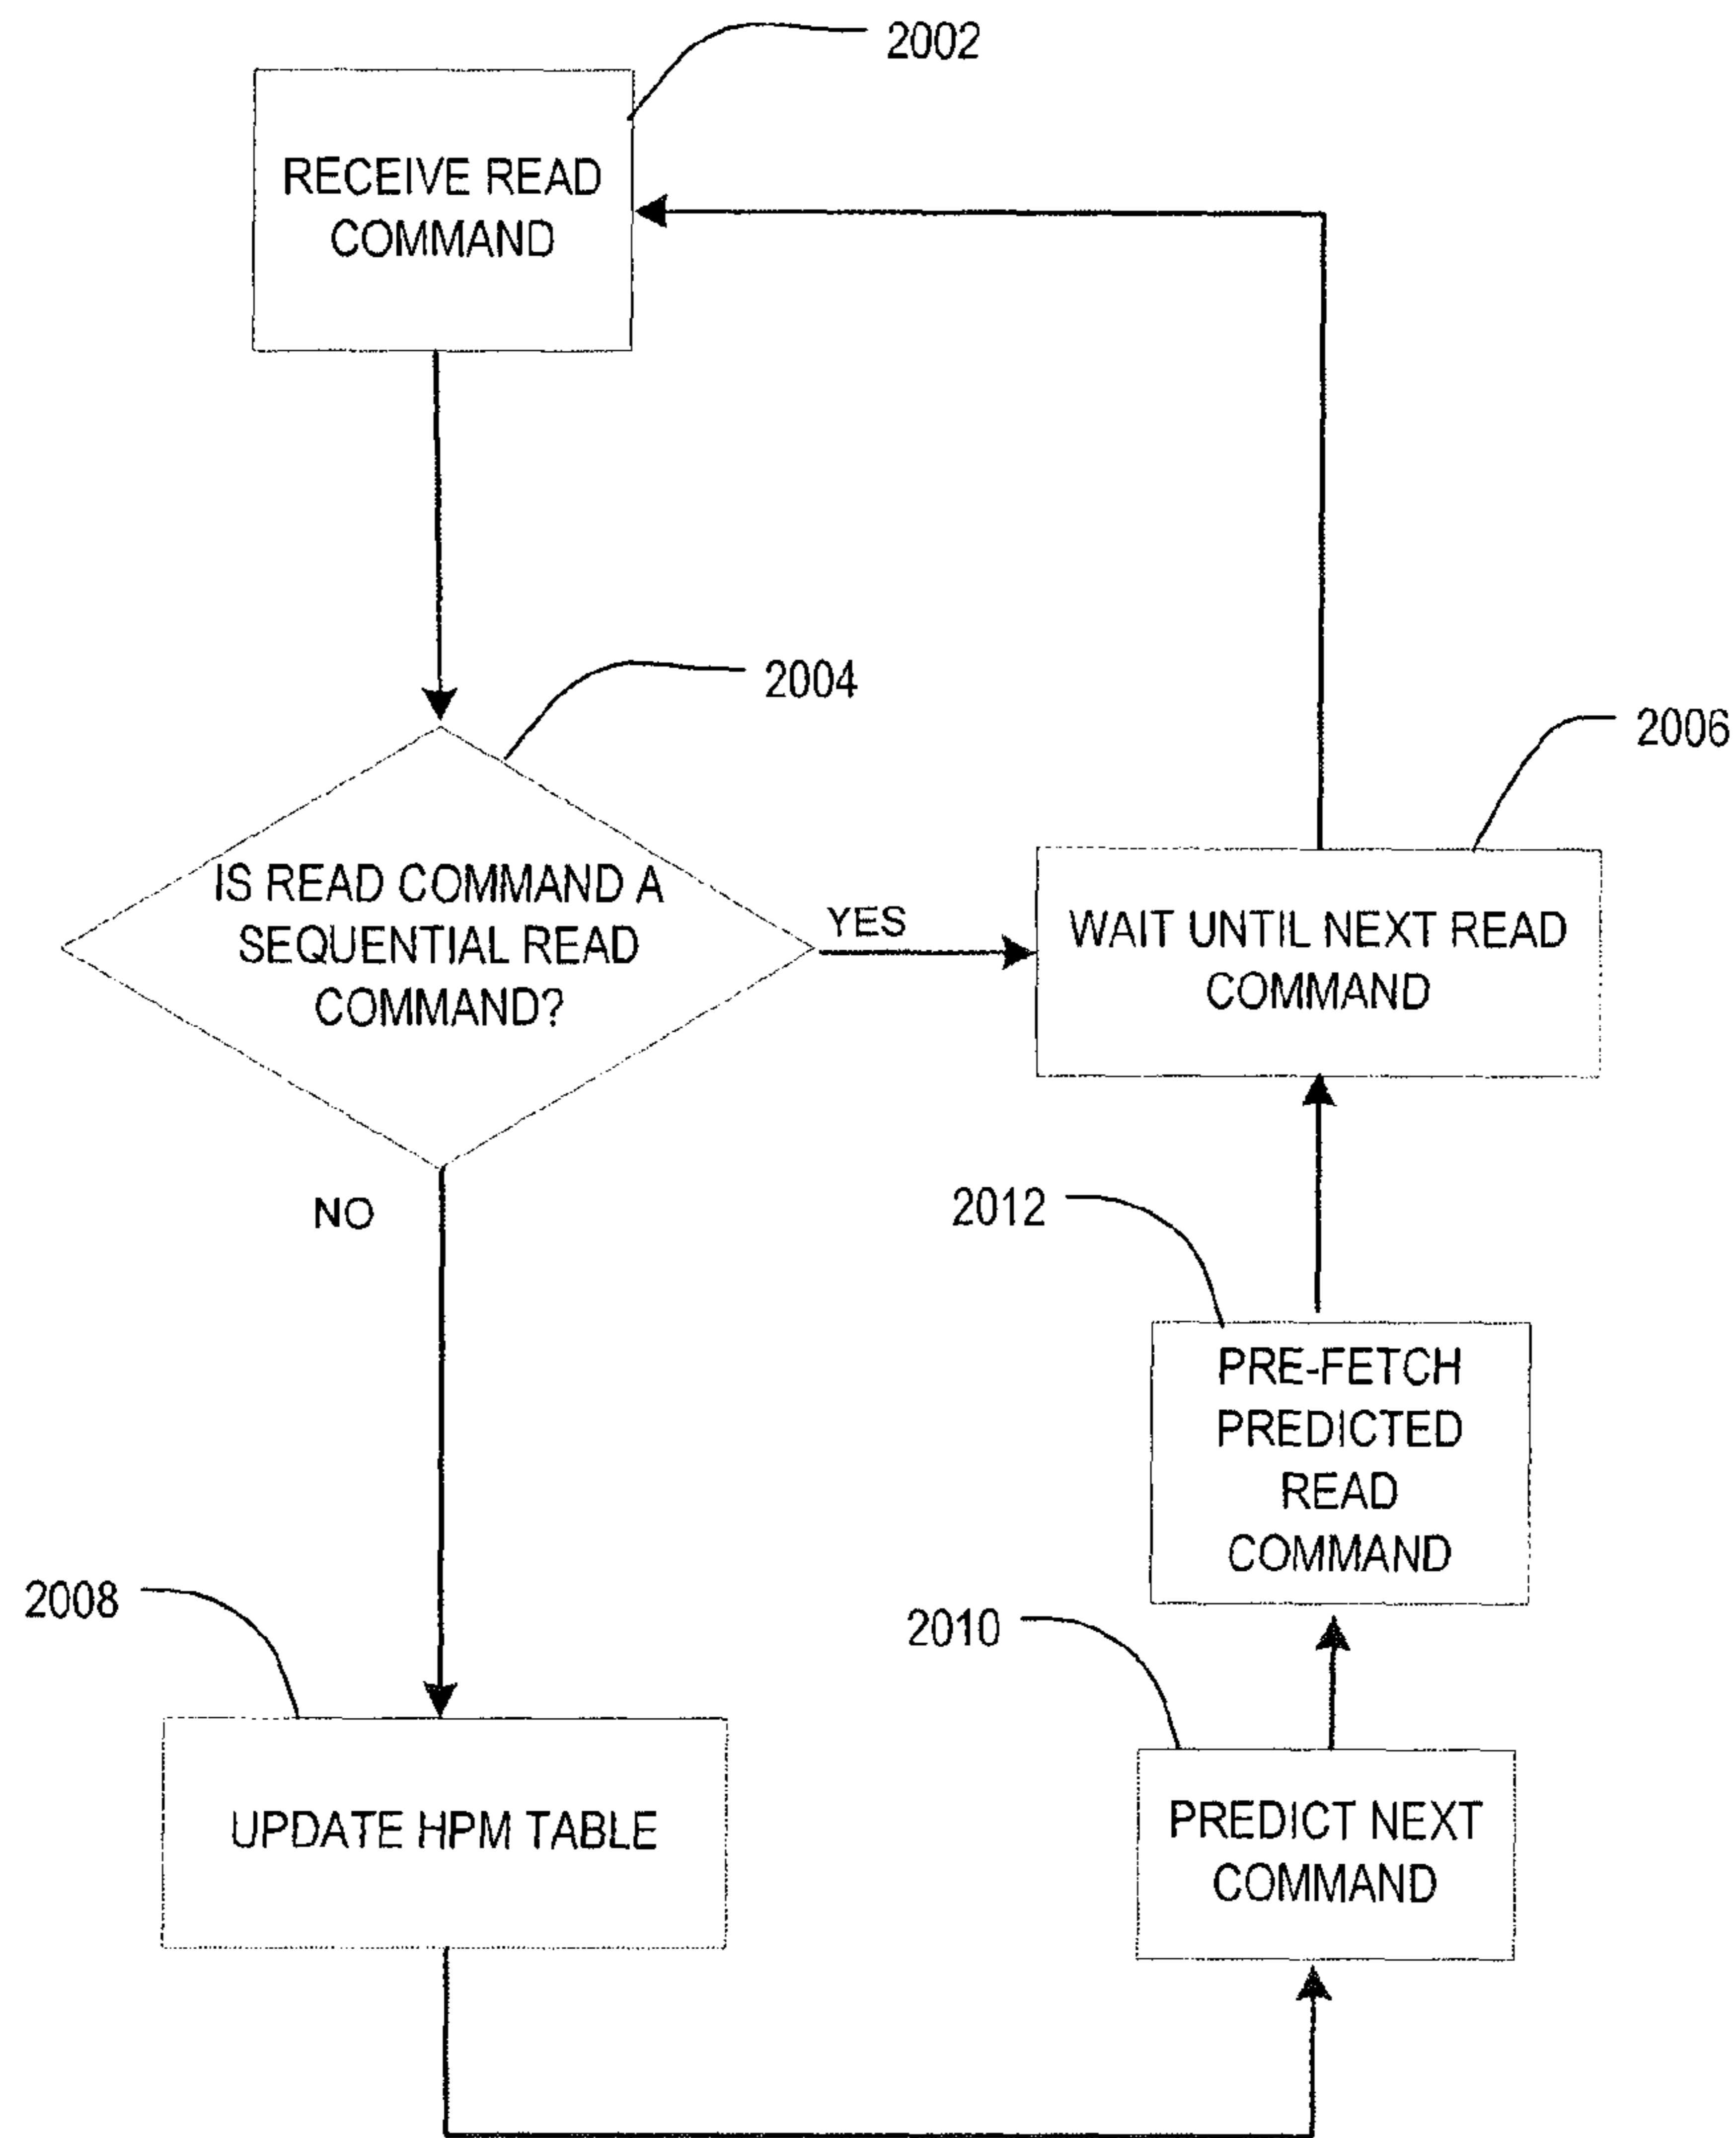 2002
RECEIVE READ
COMMAND
2004
IS READ COMMAND A
SEQUENTIAL READ
COMMAND?
YES
2006
WAIT UNTIL NEXT READ
COMMAND
NO
2012
PRE-FETCH
PREDICTED
READ
COMMAND
2008
UPDATE HPM TABLE
2010
PREDICT NEXT
COMMAND